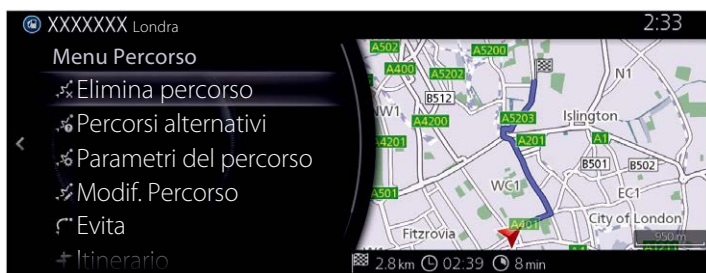 XXXXXXX Londra
2:33
Menu Percorso
Elimina percorso
Percorsi alternativi
Parametri del percorso
Modif. Percorso
Evita
Itinerario
A502
A5200
A400
A5202
N1
B512
NW1
A4200
A5203
Islington
A4201
A201
A1
B501
B502
A501
WC1
EC1
A401
City of London
Fitzrovia
950 m
2.8 km 02:39 8 min